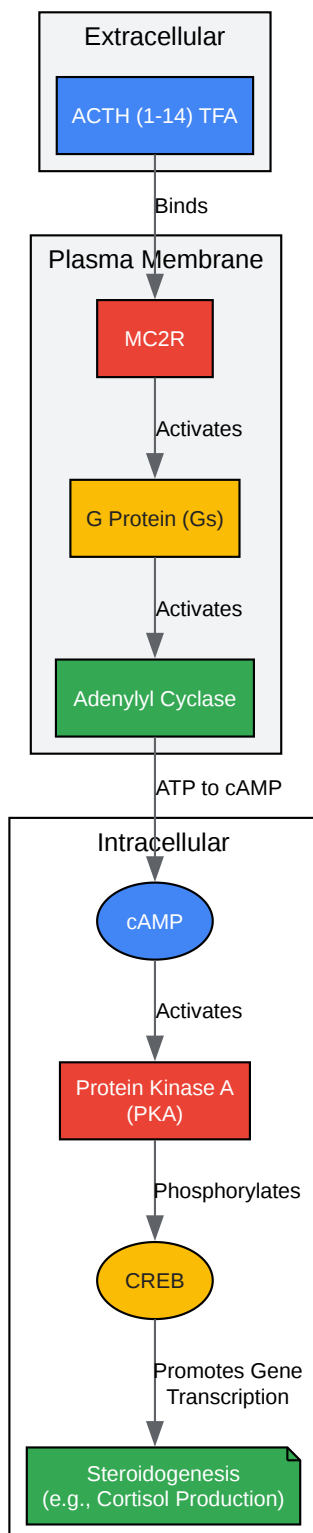 Extracellular
ACTH (1-14) TFA
Binds
Plasma Membrane
MC2R
Activates
G Protein (Gs)
Activates
Adenylyl Cyclase
ATP to cAMP
Intracellular
cAMP
Activates
Protein Kinase A
(PKA)
Phosphorylates
CREB
Promotes Gene
Transcription
Steroidogenesis
(e.g., Cortisol Production)